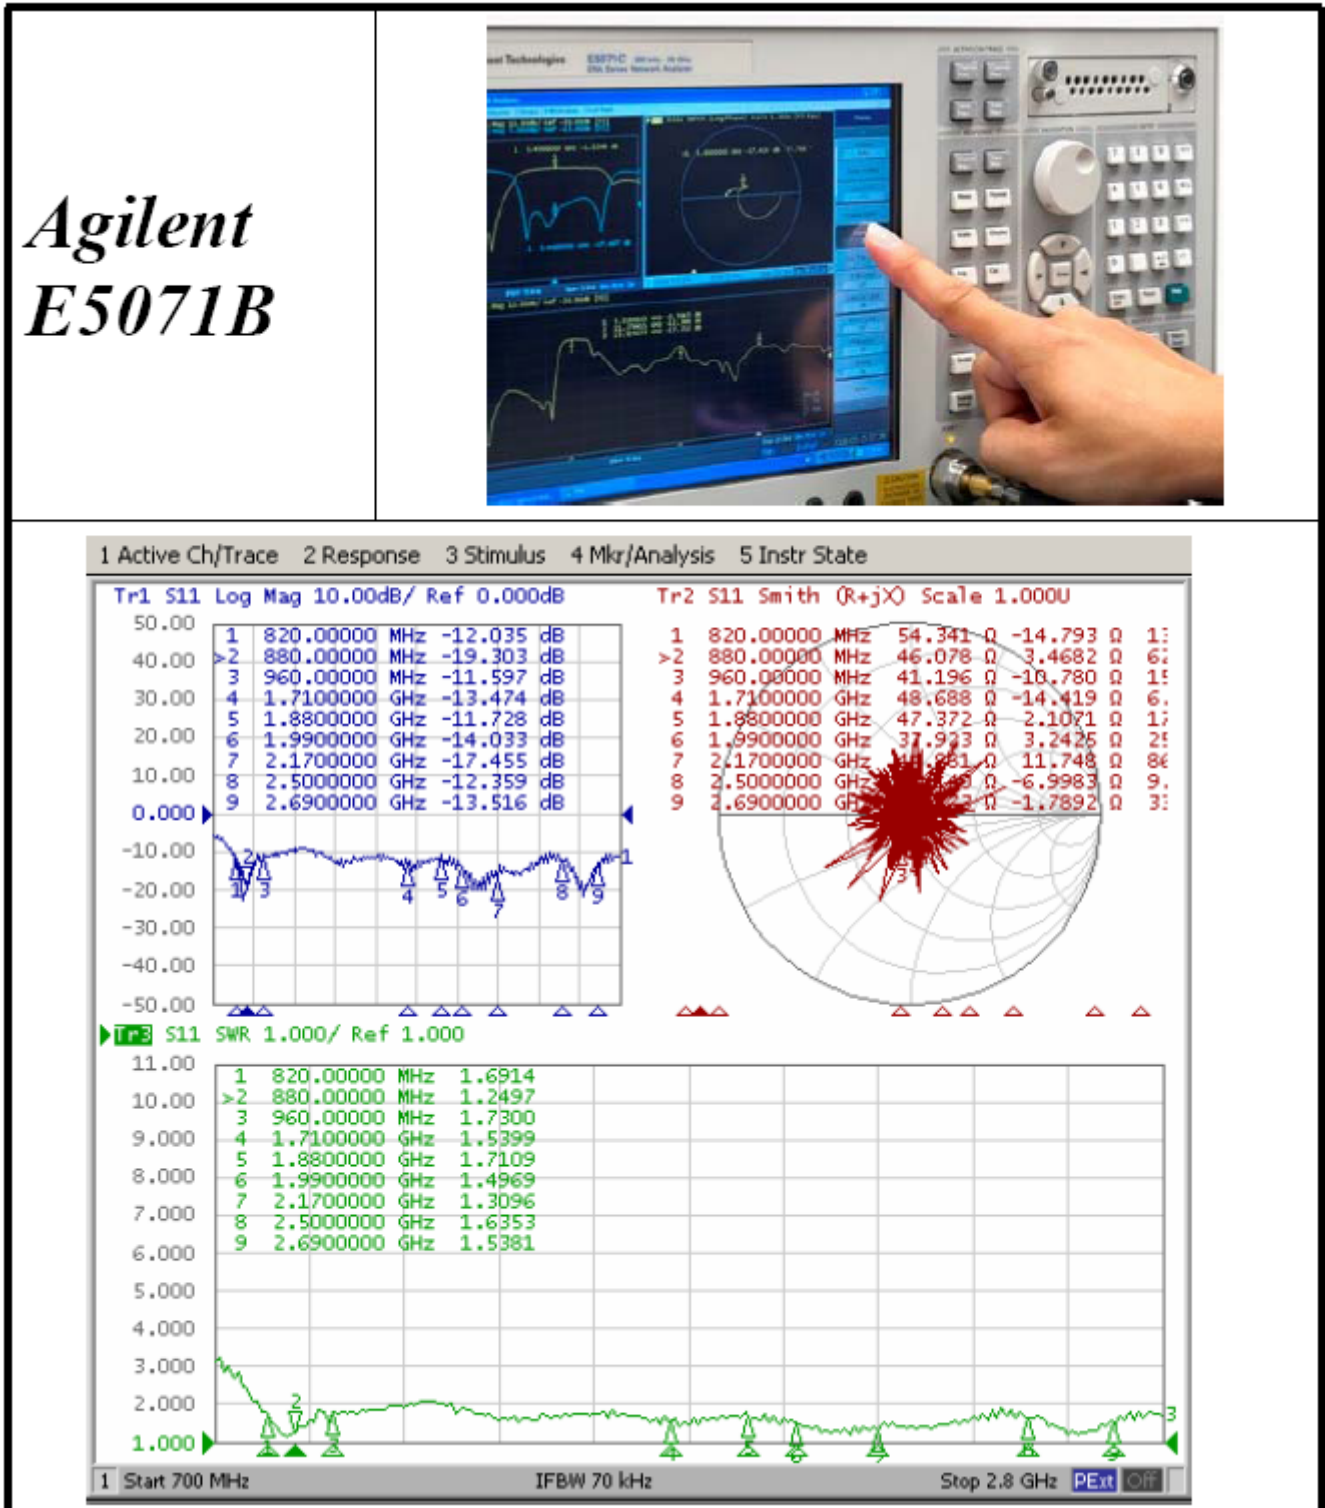 Agilent
E5071B
E5071C
1 Active Ch/Trace 2 Response 3 Stimulus 4 Mkr/Analysis 5 Instr State
Tr1 S11 Log Mag 10.00dB/ Ref 0.000dB
50.00
40.00
30.00
20.00
10.00
0.000
-10.00
-20.00
-30.00
-40.00
-50.00
1 820.00000 MHz -12.035 dB
>2 880.00000 MHz -19.303 dB
3 960.00000 MHz -11.597 dB
4 1.7100000 GHz -13.474 dB
5 1.8800000 GHz -11.728 dB
6 1.9900000 GHz -14.033 dB
7 2.1700000 GHz -17.455 dB
8 2.5000000 GHz -12.359 dB
9 2.6900000 GHz -13.516 dB
Tr2 S11 Smith (R+jX) Scale 1.000U
1 820.00000 MHz 54.341 Ω -14.793 Ω
>2 880.00000 MHz 46.078 Ω 3.4682 Ω
3 960.00000 MHz 41.196 Ω -10.780 Ω
4 1.7100000 GHz 48.688 Ω -14.419 Ω
5 1.8800000 GHz 47.372 Ω 2.1071 Ω
6 1.9900000 GHz 37.923 Ω 3.2425 Ω
7 2.1700000 GHz 11.748 Ω
8 2.5000000 GHz -6.9983 Ω
9 2.6900000 GHz -1.7892 Ω
Tr3 S11 SWR 1.000/ Ref 1.000
11.00
10.00
9.000
8.000
7.000
6.000
5.000
4.000
3.000
2.000
1.000
1 820.00000 MHz 1.6914
>2 880.00000 MHz 1.2497
3 960.00000 MHz 1.7300
4 1.7100000 GHz 1.5399
5 1.8800000 GHz 1.7109
6 1.9900000 GHz 1.4969
7 2.1700000 GHz 1.3096
8 2.5000000 GHz 1.6353
9 2.6900000 GHz 1.5381
1 Start 700 MHz IFBW 70 kHz Stop 2.8 GHz PExt Off